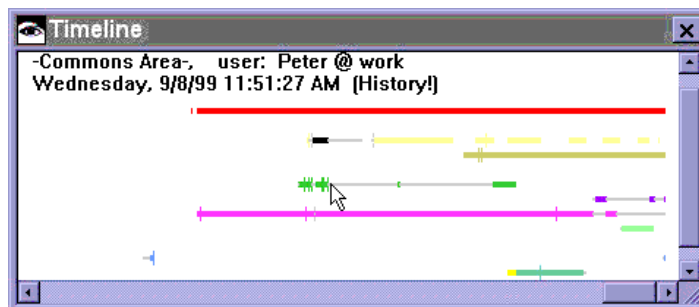 Timeline
-Commons Area-,    user:  Peter @ work
Wednesday, 9/8/99 11:51:27 AM  (History!)